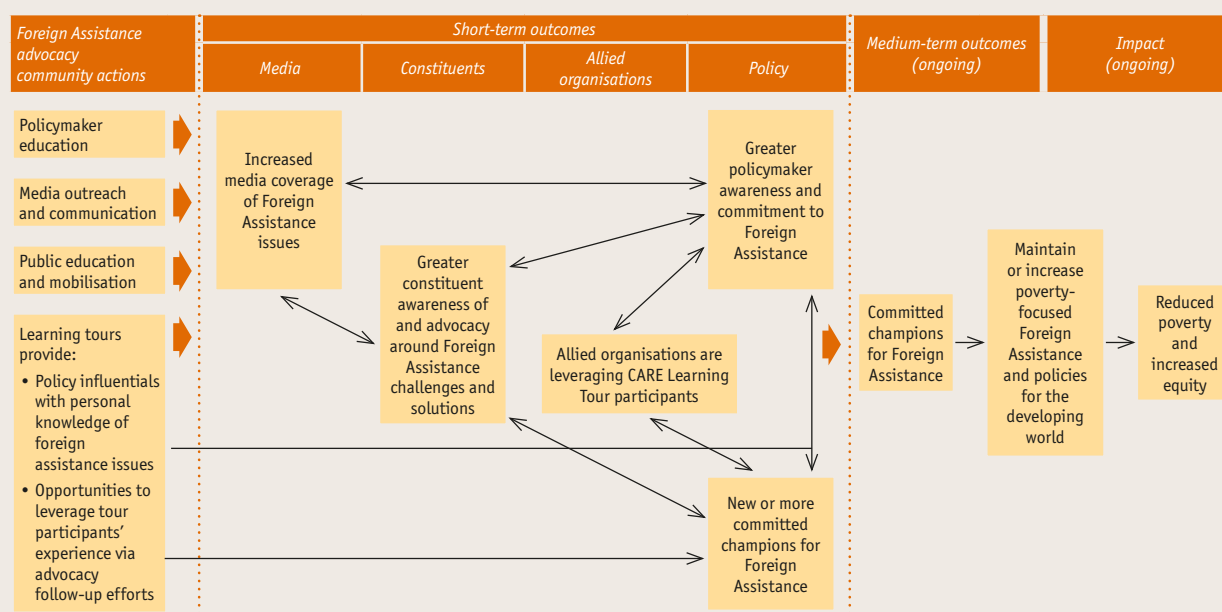 Foreign Assistance
advocacy
community actions
Short-term outcomes
Media
Constituents
Allied
organisations
Policy
Medium-term outcomes
(ongoing)
Impact
(ongoing)
Policymaker
education
Media outreach
and communication
Public education
and mobilisation
Learning tours
provide:
• Policy influentials
with personal
knowledge of
foreign
assistance issues
• Opportunities to
leverage tour
participants’
experience via
advocacy
follow-up efforts
Increased
media coverage
of Foreign
Assistance
issues
Greater
constituent
awareness of
and advocacy
around Foreign
Assistance
challenges and
solutions
Allied organisations are
leveraging CARE Learning
Tour participants
Greater
policymaker
awareness and
commitment to
Foreign
Assistance
New or more
committed
champions for
Foreign
Assistance
Committed
champions
for Foreign
Assistance
Maintain
or increase
poverty-
focused
Foreign
Assistance
and policies
for the
developing
world
Reduced
poverty
and
increased
equity